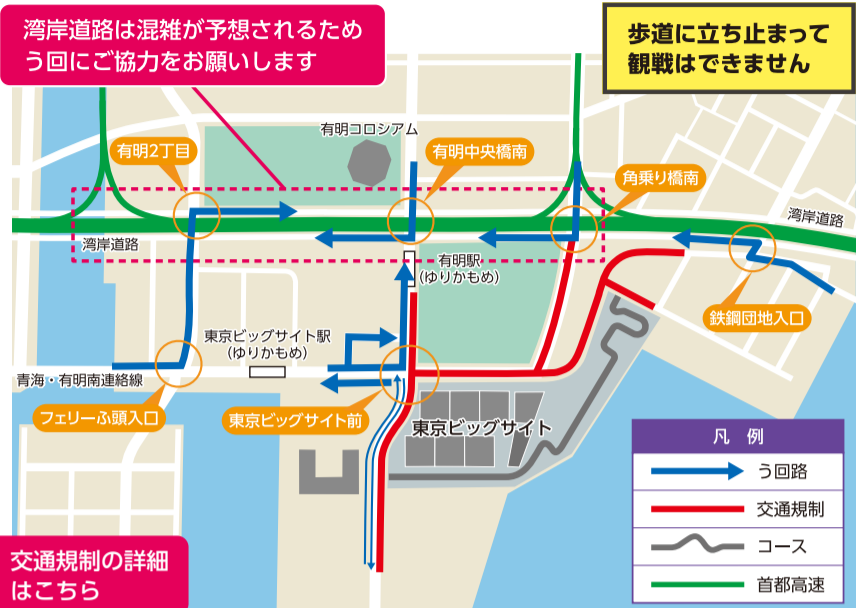 湾岸道路は混雑が予想されるため
う回にご協力をお願いします
歩道に立ち止まって
観戦はできません
有明コロシアム
有明2丁目
有明中央橋南
角乗り橋南
湾岸道路
湾岸道路
有明駅
(ゆりかもめ)
鉄鋼団地入口
東京ビッグサイト駅
(ゆりかもめ)
青海・有明南連絡線
フェリーふ頭入口
東京ビッグサイト前
東京ビッグサイト
凡 例
う回路
交通規制
コース
首都高速
交通規制の詳細
はこちら